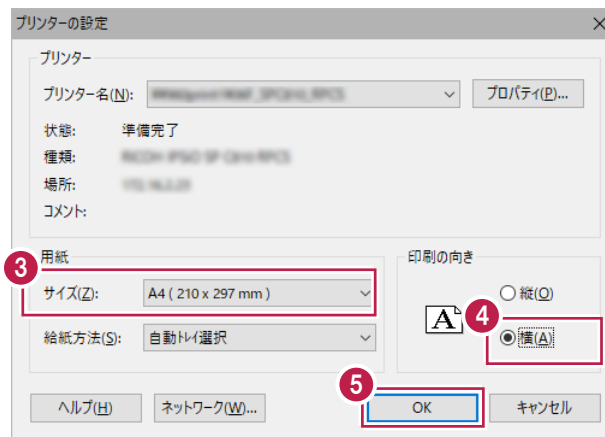 プリンターの設定
プリンター
プリンター名(N):
プロパティ(P)...
状態: 準備完了
種類:
場所:
コメント:
3
用紙
印刷の向き
サイズ(Z): A4 ( 210 x 297 mm )
縦(O)
4
A
横(A)
給紙方法(S): 自動トレイ選択
5
ヘルプ(H)
ネットワーク(W)...
OK
キャンセル